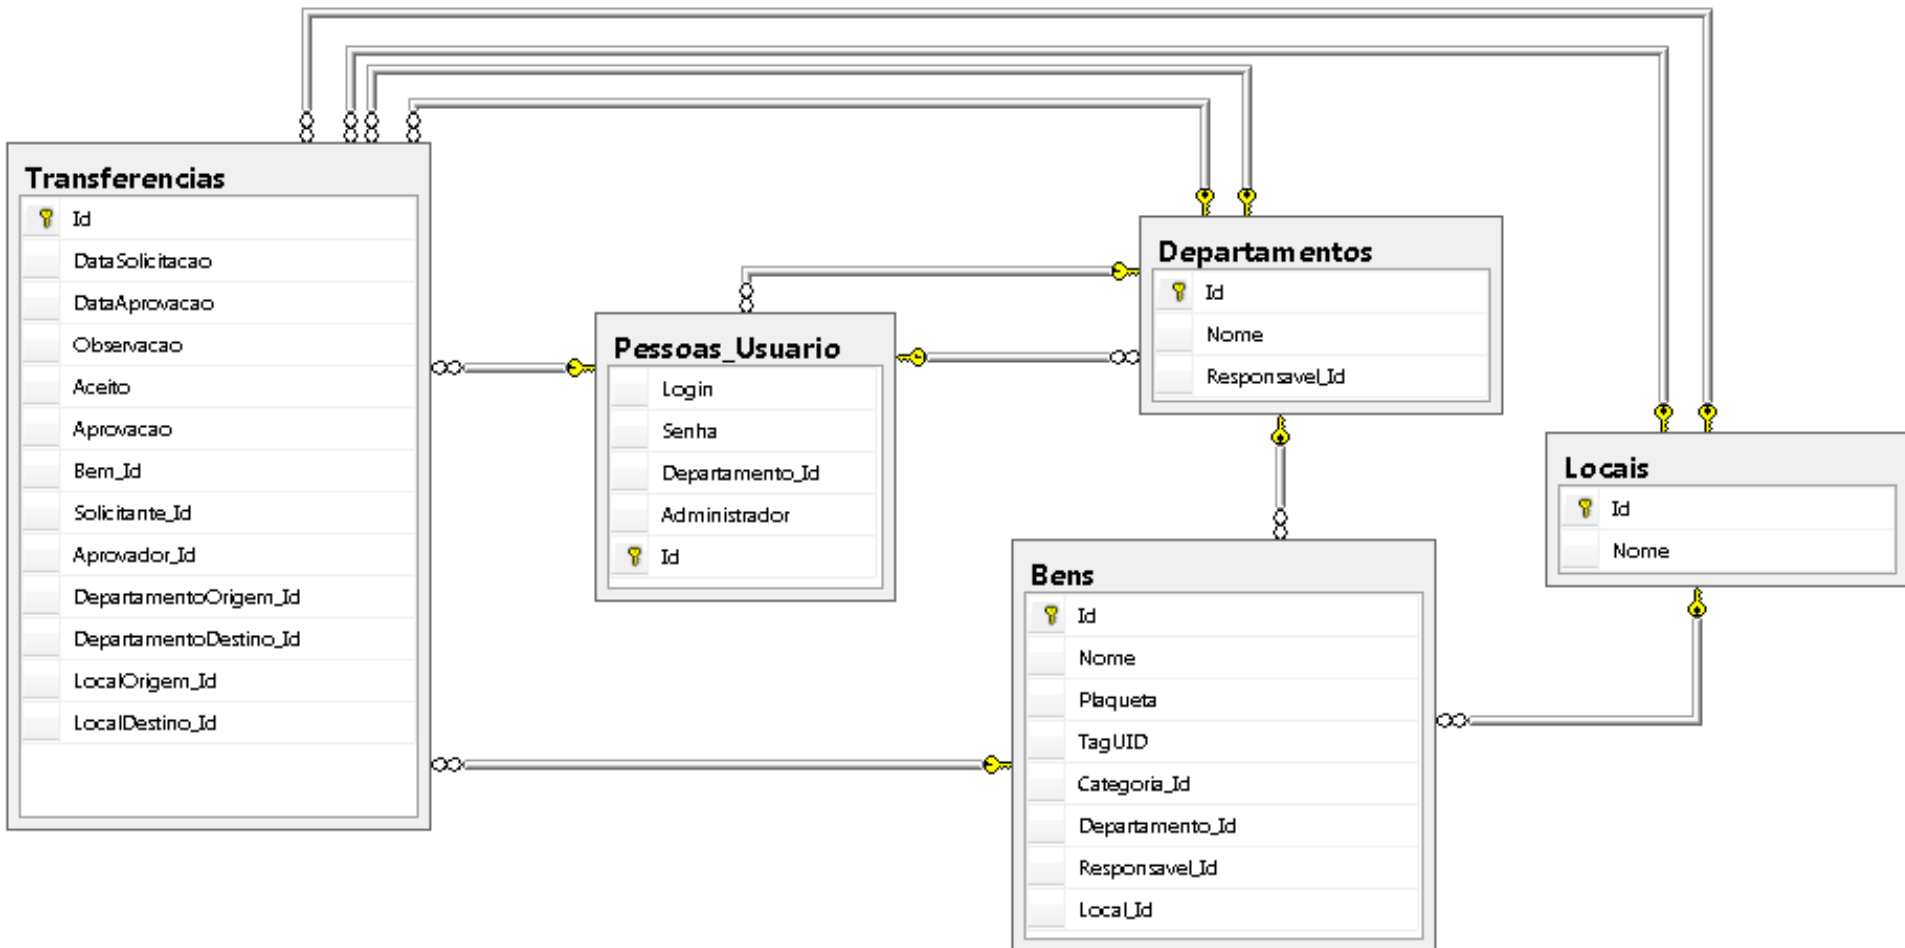 Transferencias
Id
DataSolicitacao
DataAprovacao
Observacao
Aceito
Aprovacao
Bem_Id
Solicitante_Id
Aprovador_Id
DepartamentoOrigem_Id
DepartamentoDestino_Id
LocalOrigem_Id
LocalDestino_Id
Pessoas_Usuario
Login
Senha
Departamento_Id
Administrador
Id
Departamentos
Id
Nome
Responsavel_Id
Bens
Id
Nome
Plaqueta
TagUID
Categoria_Id
Departamento_Id
Responsavel_Id
Local_Id
Locais
Id
Nome